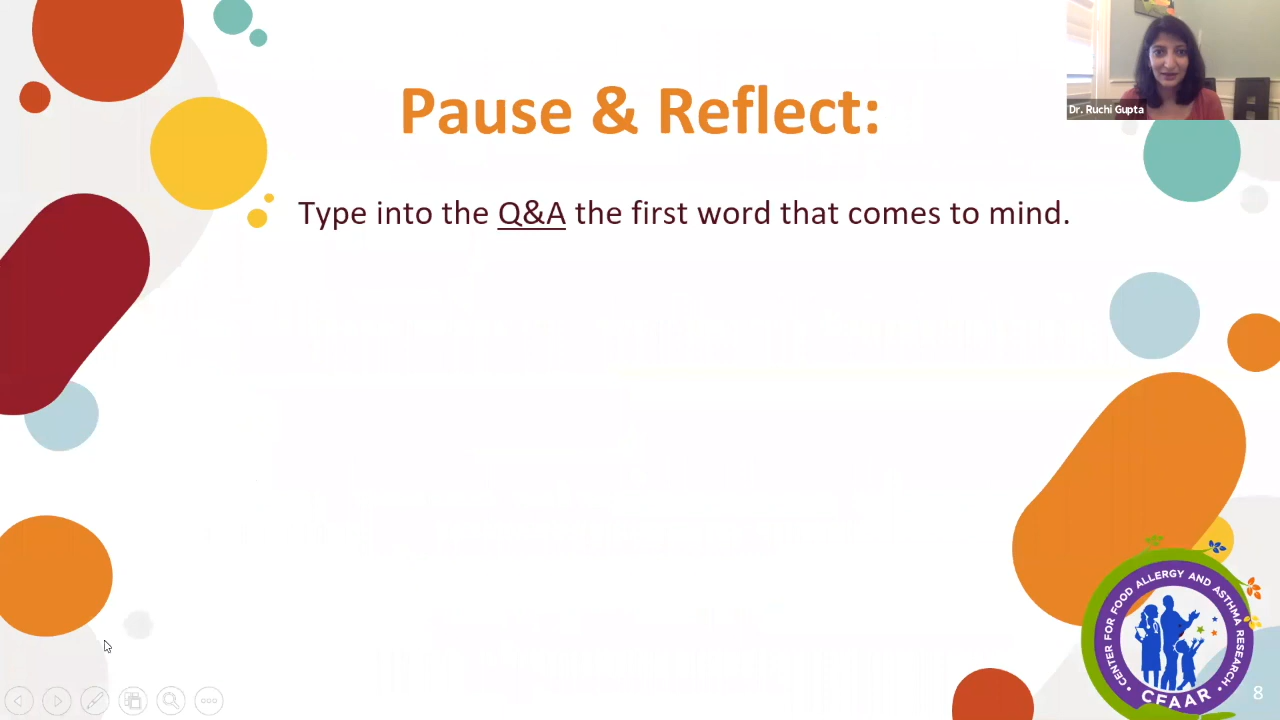 Pause & Reflect:
Dr. Ruchi Gupta
Type into the Q&A the first word that comes to mind.
CENTER FOR FOOD ALLERGY AND ASTHMA RESEARCH
CFAAR
8